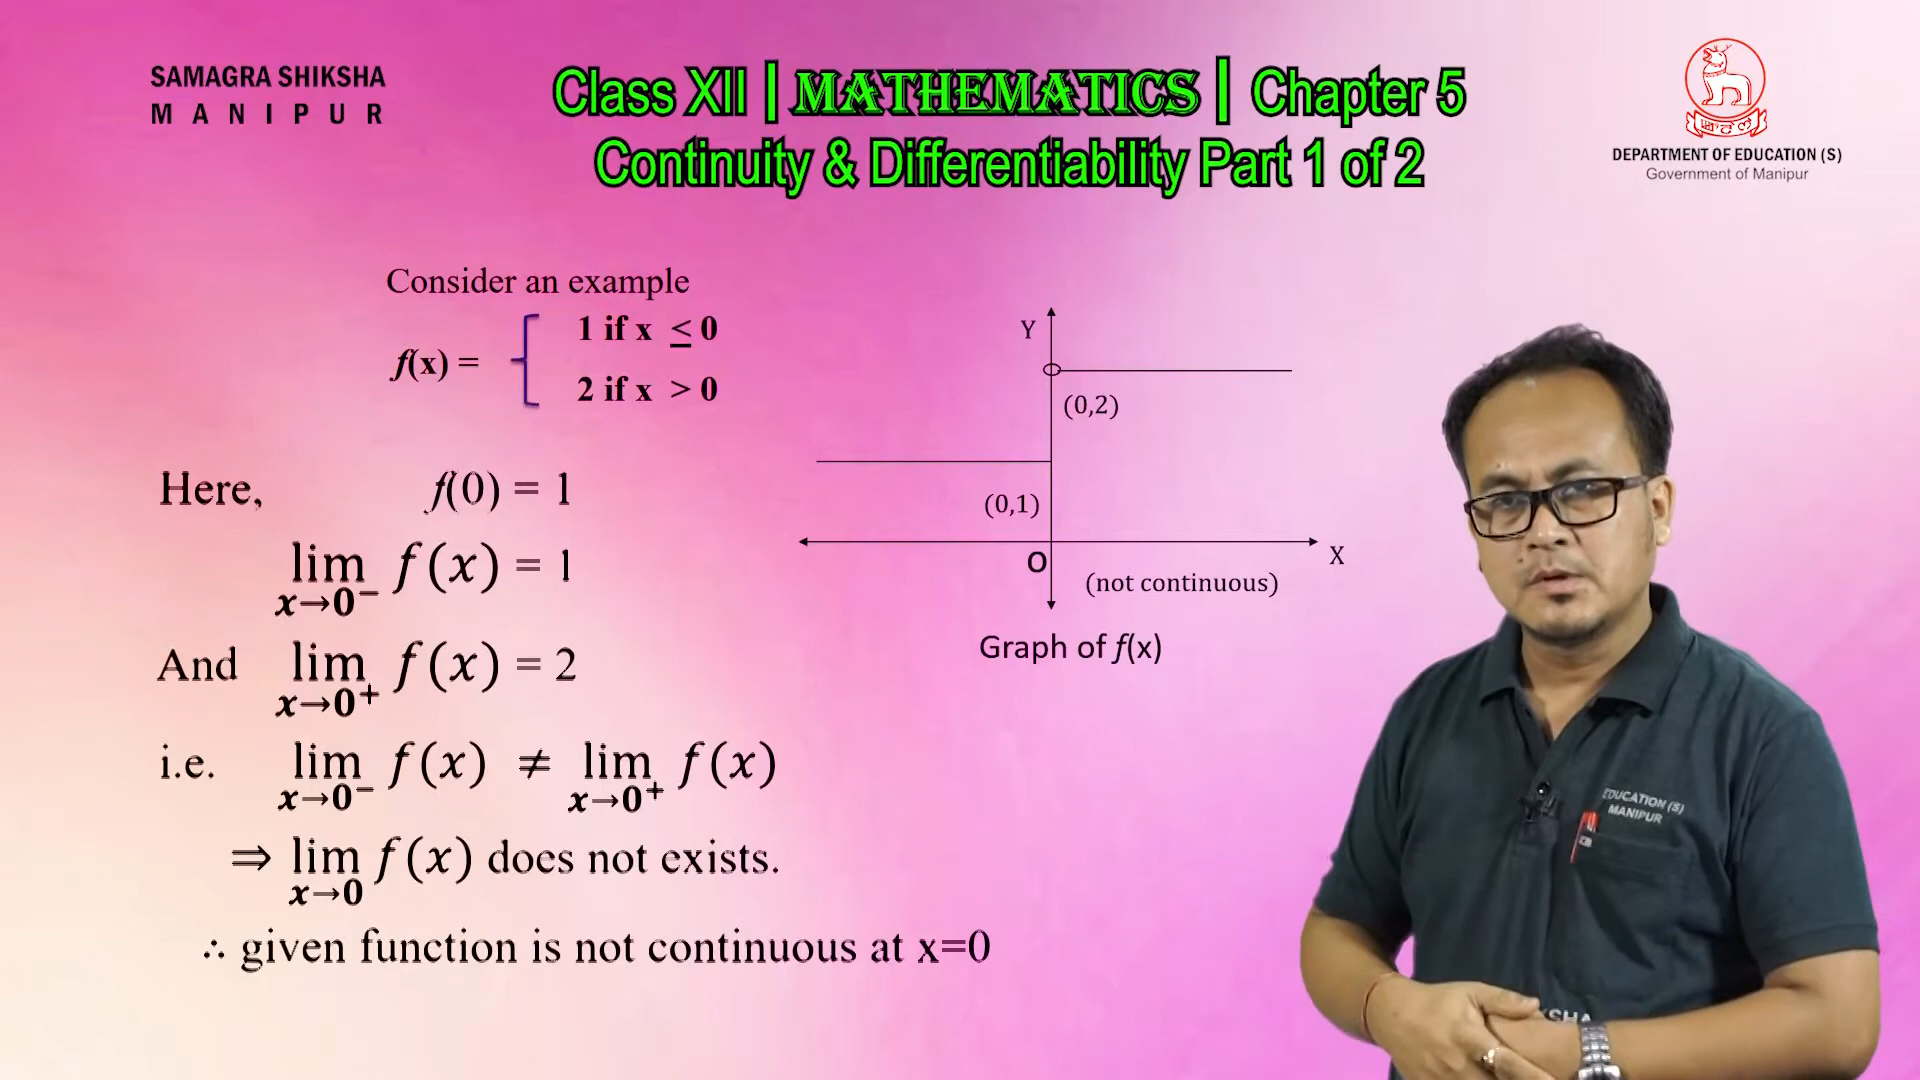 SAMAGRA SHIKSHA
MANIPUR
Class XII | MATHEMATICS | Chapter 5
Continuity & Differentiability Part 1 of 2
DEPARTMENT OF EDUCATION (S)
Government of Manipur
Consider an example
f(x) = { 1 if x ≤ 0
2 if x > 0
Here, f(0) = 1
lim x→0⁻ f(x) = 1
And lim x→0⁺ f(x) = 2
i.e. lim x→0⁻ f(x) ≠ lim x→0⁺ f(x)
⇒ lim x→0 f(x) does not exists.
∴ given function is not continuous at x=0
Y
(0,2)
(0,1)
O
X
(not continuous)
Graph of f(x)
EDUCATION (S)
MANIPUR